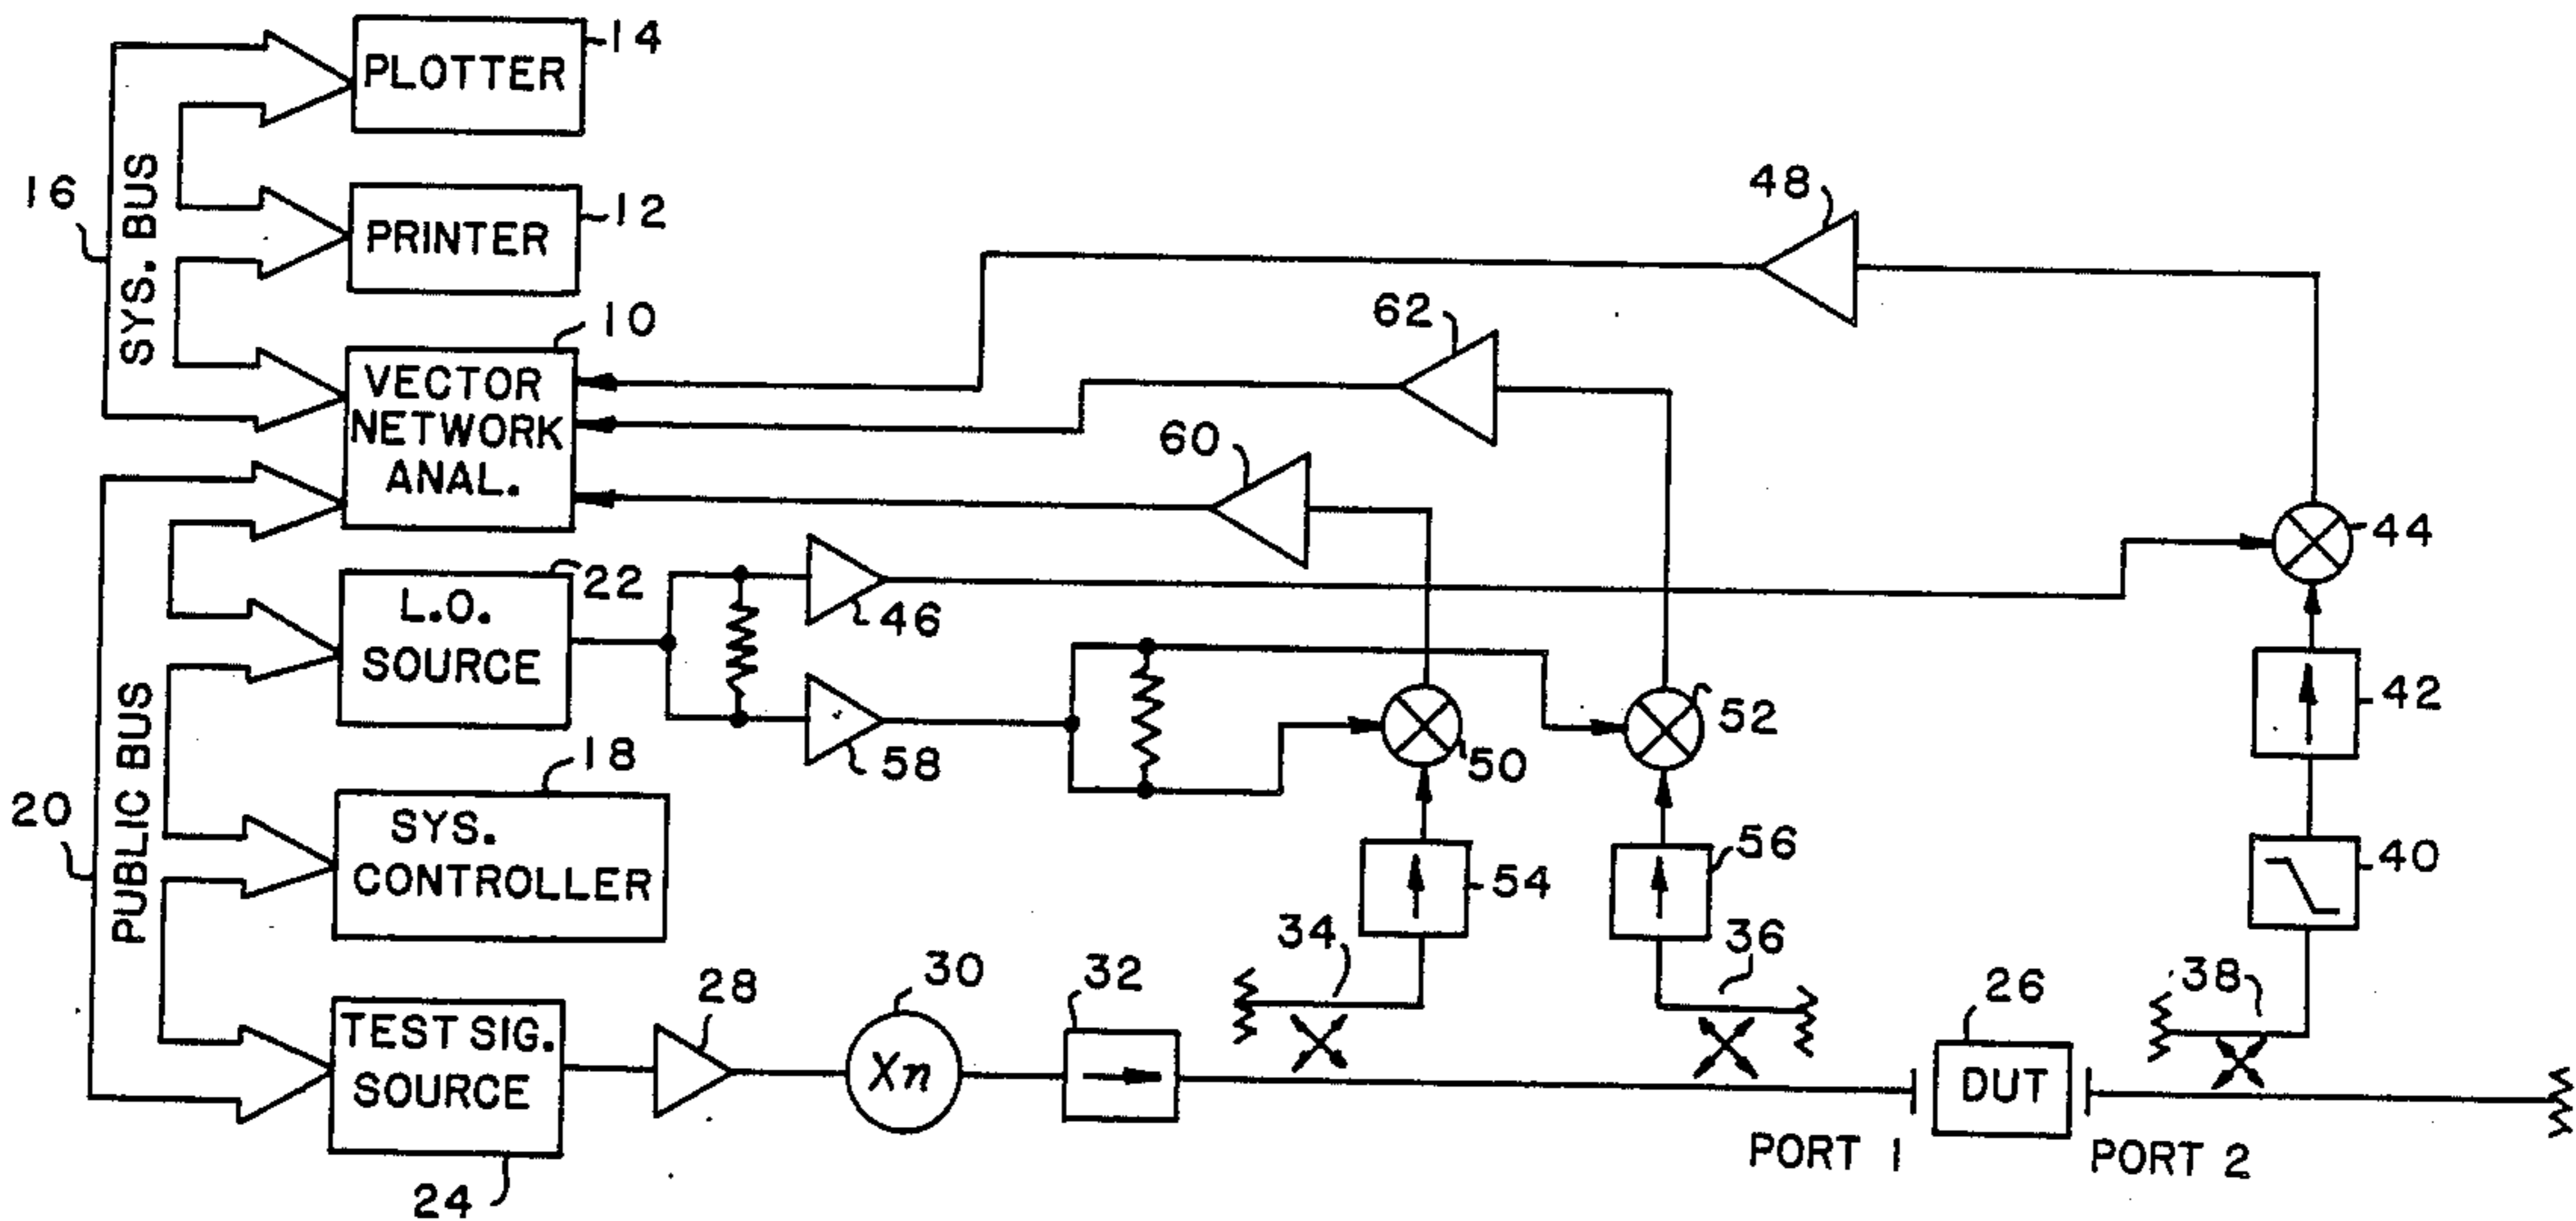 PLOTTER
14
16
SYS. BUS
PRINTER
12
48
10
62
VECTOR
NETWORK
ANAL.
60
44
22
L.O.
SOURCE
46
42
52
58
50
18
20
PUBLIC BUS
SYS.
CONTROLLER
56
54
40
34
36
38
28
30
32
26
TEST SIG.
SOURCE
Xn
DUT
PORT 1
PORT 2
24